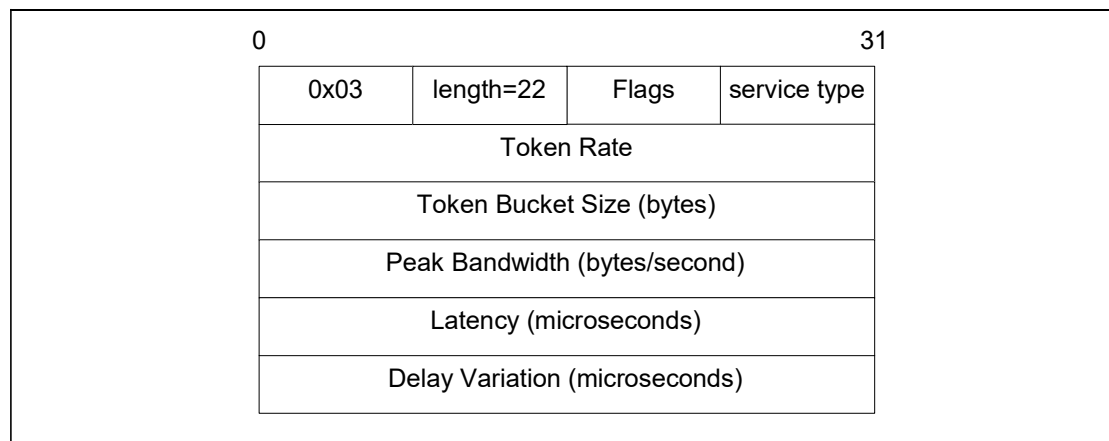 0 31
0x03 length=22 Flags service type
Token Rate
Token Bucket Size (bytes)
Peak Bandwidth (bytes/second)
Latency (microseconds)
Delay Variation (microseconds)